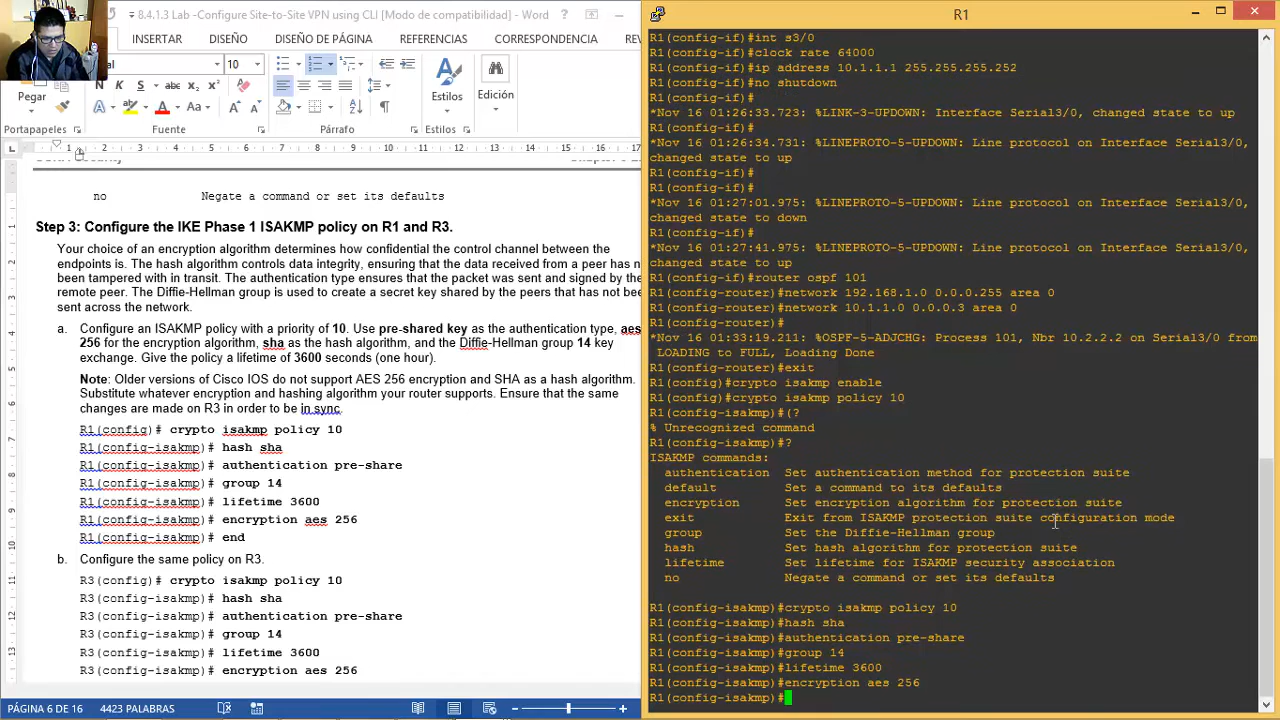 8.4.1.3 Lab -Configure Site-to-Site VPN using CLI [Modo de compatibilidad] - Word
INSERTAR DISEÑO DISEÑO DE PÁGINA REFERENCIAS CORRESPONDENCIA REV
10
Pegar
N K S abc x₂ x²
Aa A A
Estilos
Edición
Portapapeles Fuente Párrafo Estilos
1 2 3 4 5 6 7 8 9 10 11 12 13 14 15 16 17
no Negate a command or set its defaults
Step 3: Configure the IKE Phase 1 ISAKMP policy on R1 and R3.
Your choice of an encryption algorithm determines how confidential the control channel between the
endpoints is. The hash algorithm controls data integrity, ensuring that the data received from a peer has n
been tampered with in transit. The authentication type ensures that the packet was sent and signed by the
remote peer. The Diffie-Hellman group is used to create a secret key shared by the peers that has not been
sent across the network.
a. Configure an ISAKMP policy with a priority of 10. Use pre-shared key as the authentication type, aes
256 for the encryption algorithm, sha as the hash algorithm, and the Diffie-Hellman group 14 key
exchange. Give the policy a lifetime of 3600 seconds (one hour).
Note: Older versions of Cisco IOS do not support AES 256 encryption and SHA as a hash algorithm.
Substitute whatever encryption and hashing algorithm your router supports. Ensure that the same
changes are made on R3 in order to be in sync.
R1(config)# crypto isakmp policy 10
R1(config-isakmp)# hash sha
R1(config-isakmp)# authentication pre-share
R1(config-isakmp)# group 14
R1(config-isakmp)# lifetime 3600
R1(config-isakmp)# encryption aes 256
R1(config-isakmp)# end
b. Configure the same policy on R3.
R3(config)# crypto isakmp policy 10
R3(config-isakmp)# hash sha
R3(config-isakmp)# authentication pre-share
R3(config-isakmp)# group 14
R3(config-isakmp)# lifetime 3600
R3(config-isakmp)# encryption aes 256
PÁGINA 6 DE 16 4423 PALABRAS
R1
R1(config-if)#int s3/0
R1(config-if)#clock rate 64000
R1(config-if)#ip address 10.1.1.1 255.255.255.252
R1(config-if)#no shutdown
R1(config-if)#
*Nov 16 01:26:33.723: %LINK-3-UPDOWN: Interface Serial3/0, changed state to up
R1(config-if)#
*Nov 16 01:26:34.731: %LINEPROTO-5-UPDOWN: Line protocol on Interface Serial3/0,
changed state to up
R1(config-if)#
R1(config-if)#
*Nov 16 01:27:01.975: %LINEPROTO-5-UPDOWN: Line protocol on Interface Serial3/0,
changed state to down
R1(config-if)#
*Nov 16 01:27:41.975: %LINEPROTO-5-UPDOWN: Line protocol on Interface Serial3/0,
changed state to up
R1(config-if)#router ospf 101
R1(config-router)#network 192.168.1.0 0.0.0.255 area 0
R1(config-router)#network 10.1.1.0 0.0.0.3 area 0
R1(config-router)#
*Nov 16 01:33:19.211: %OSPF-5-ADJCHG: Process 101, Nbr 10.2.2.2 on Serial3/0 from
LOADING to FULL, Loading Done
R1(config-router)#exit
R1(config)#crypto isakmp enable
R1(config)#crypto isakmp policy 10
R1(config-isakmp)#(?
% Unrecognized command
R1(config-isakmp)#?
ISAKMP commands:
authentication Set authentication method for protection suite
default Set a command to its defaults
encryption Set encryption algorithm for protection suite
exit Exit from ISAKMP protection suite configuration mode
group Set the Diffie-Hellman group
hash Set hash algorithm for protection suite
lifetime Set lifetime for ISAKMP security association
no Negate a command or set its defaults
R1(config-isakmp)#crypto isakmp policy 10
R1(config-isakmp)#hash sha
R1(config-isakmp)#authentication pre-share
R1(config-isakmp)#group 14
R1(config-isakmp)#lifetime 3600
R1(config-isakmp)#encryption aes 256
R1(config-isakmp)#